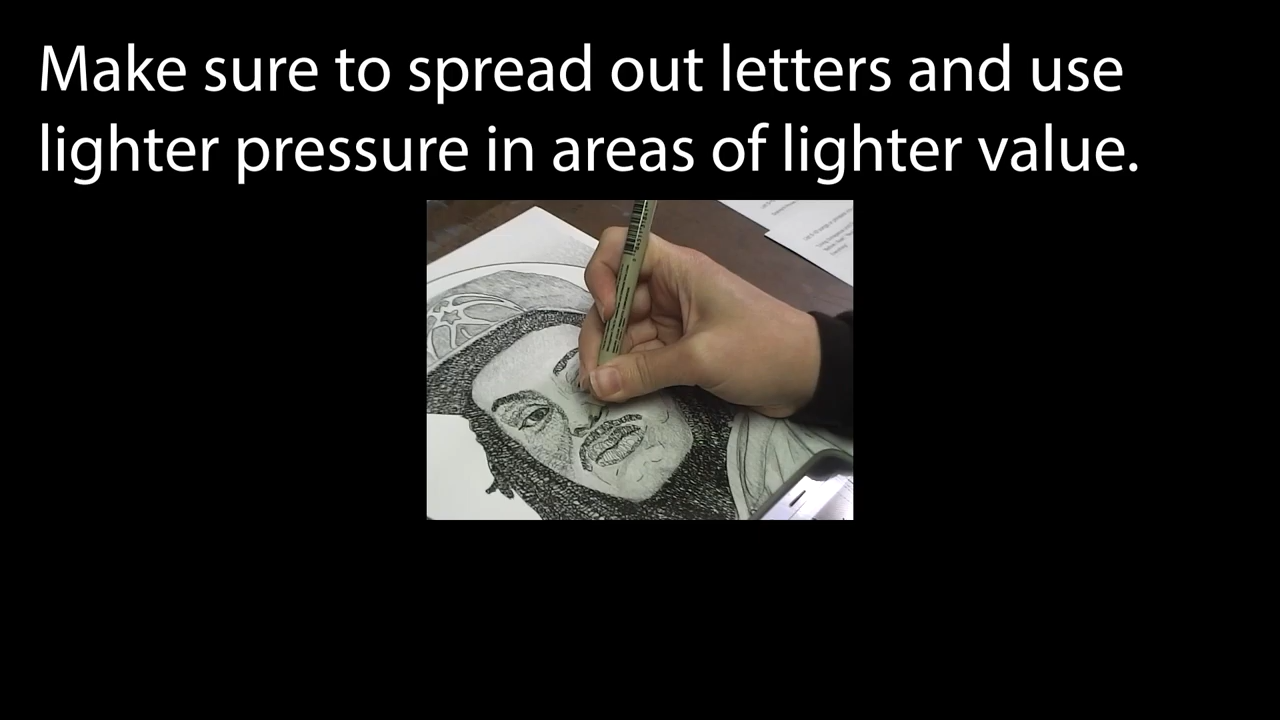 Make sure to spread out letters and use
lighter pressure in areas of lighter value.